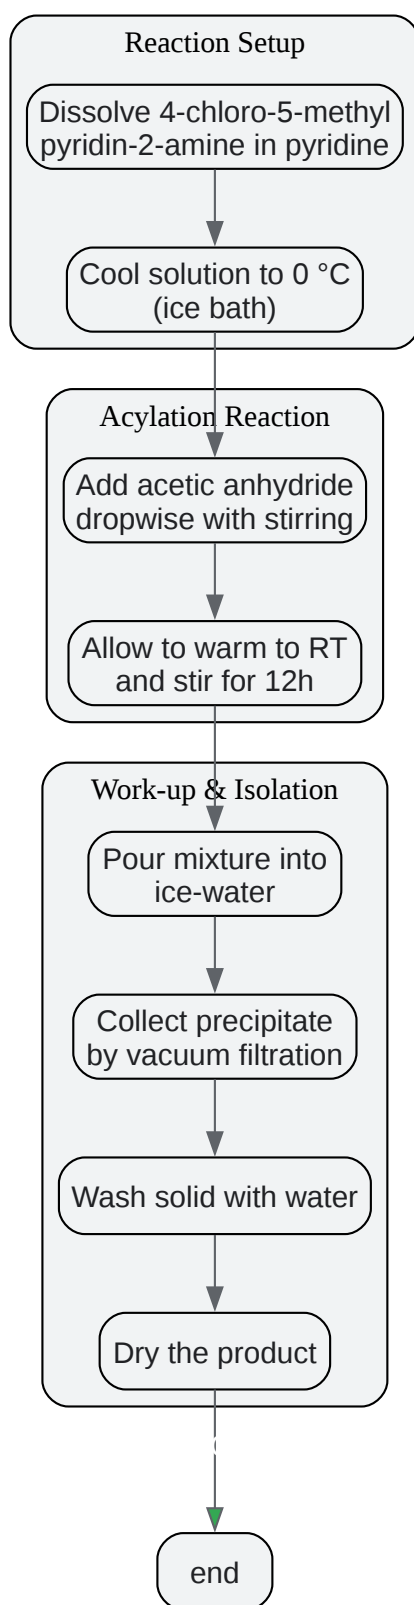 Reaction Setup
Dissolve 4-chloro-5-methyl
pyridin-2-amine in pyridine
Cool solution to 0 °C
(ice bath)
Acylation Reaction
Add acetic anhydride
dropwise with stirring
Allow to warm to RT
and stir for 12h
Work-up & Isolation
Pour mixture into
ice-water
Collect precipitate
by vacuum filtration
Wash solid with water
Dry the product
end